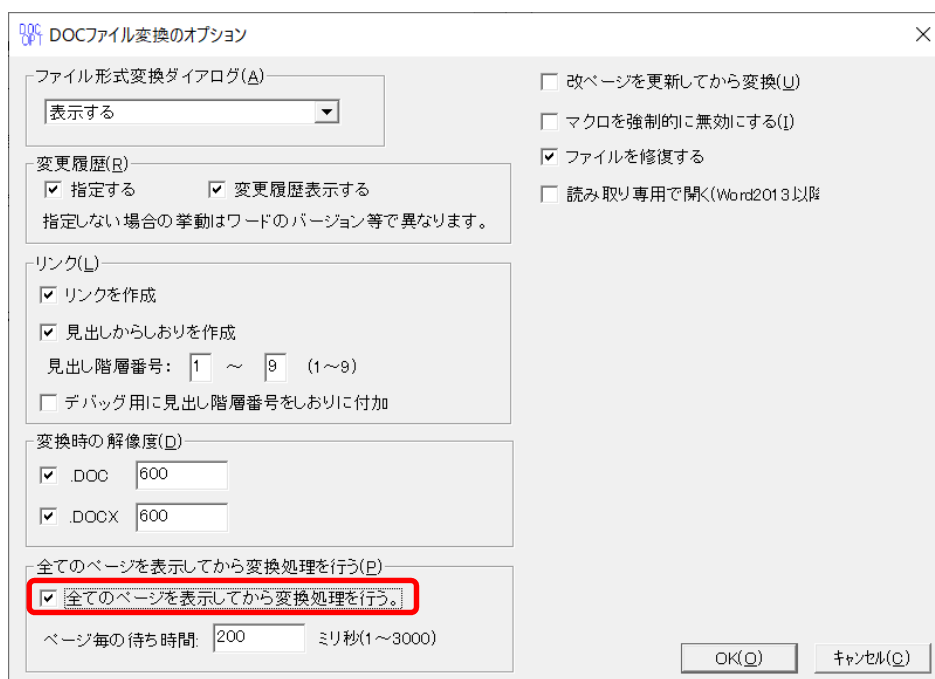 DOC OPT DOCファイル変換のオプション
ファイル形式変換ダイアログ(A)
表示する
変更履歴(R)
指定する 変更履歴表示する
指定しない場合の挙動はワードのバージョン等で異なります。
リンク(L)
リンクを作成
見出しからしおりを作成
見出し階層番号： 1 ～ 9 (1～9)
デバッグ用に見出し階層番号をしおりに付加
変換時の解像度(D)
.DOC 600
.DOCX 600
全てのページを表示してから変換処理を行う(P)
全てのページを表示してから変換処理を行う。
ページ毎の待ち時間: 200 ミリ秒(1～3000)
改ページを更新してから変換(U)
マクロを強制的に無効にする(I)
ファイルを修復する
読み取り専用で開く(Word2013以降
OK(O) キャンセル(C)